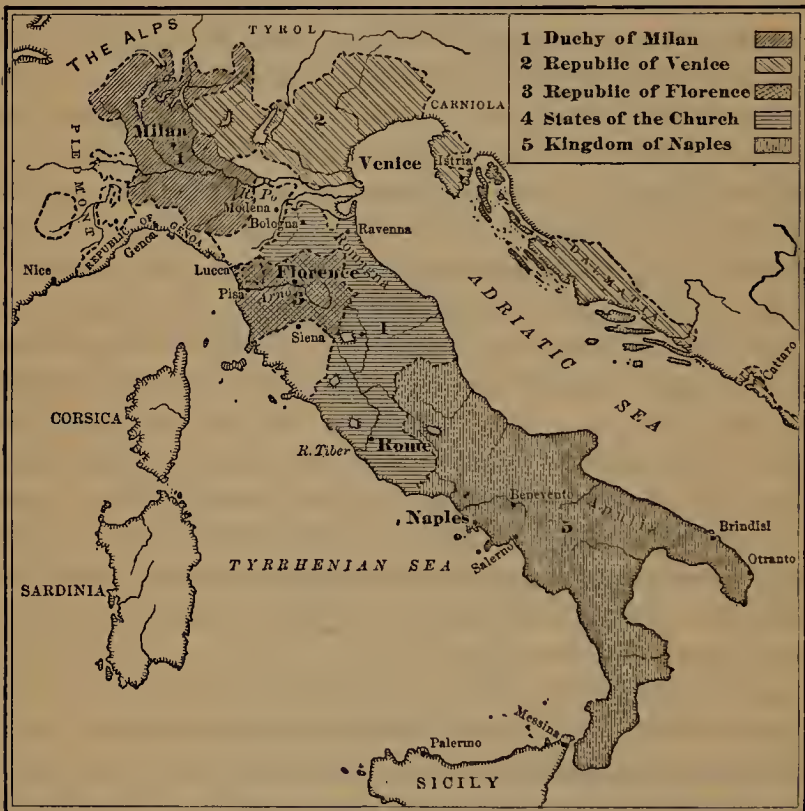 1 Duchy of Milan
2 Republic of Venice
3 Republic of Florence
4 States of the Church
5 Kingdom of Naples
THE ALPS
TYROL
CARNIOLA
PIEDMONT
Milan
1
2
Venice
Istria
R. Po
Modena
Bologna
Ravenna
Romagna
REPUBLIC OF GENOA
Genoa
Nice
Lucca
Florence
Pisa
Arno
3
Siena
1
DALMATIA
ADRIATIC
SEA
Cattaro
CORSICA
R. Tiber
Rome
Benevento
APULIA
5
Naples
Salerno
Brindisi
Otranto
TYRRHENIAN SEA
SARDINIA
Messina
Palermo
SICILY